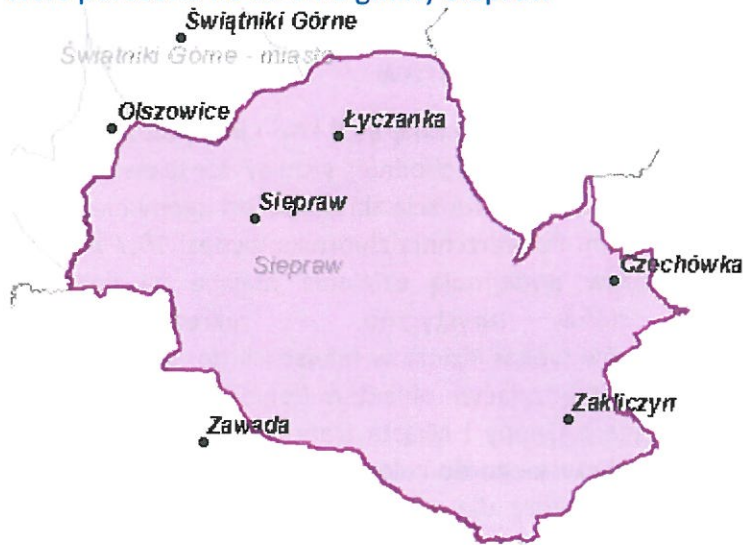 Świątniki Górne
Świątniki Górne - miasto
Olszowice
Łyczanka
Siepraw
Siepraw
Czechówka
Zakliczyn
Zawada